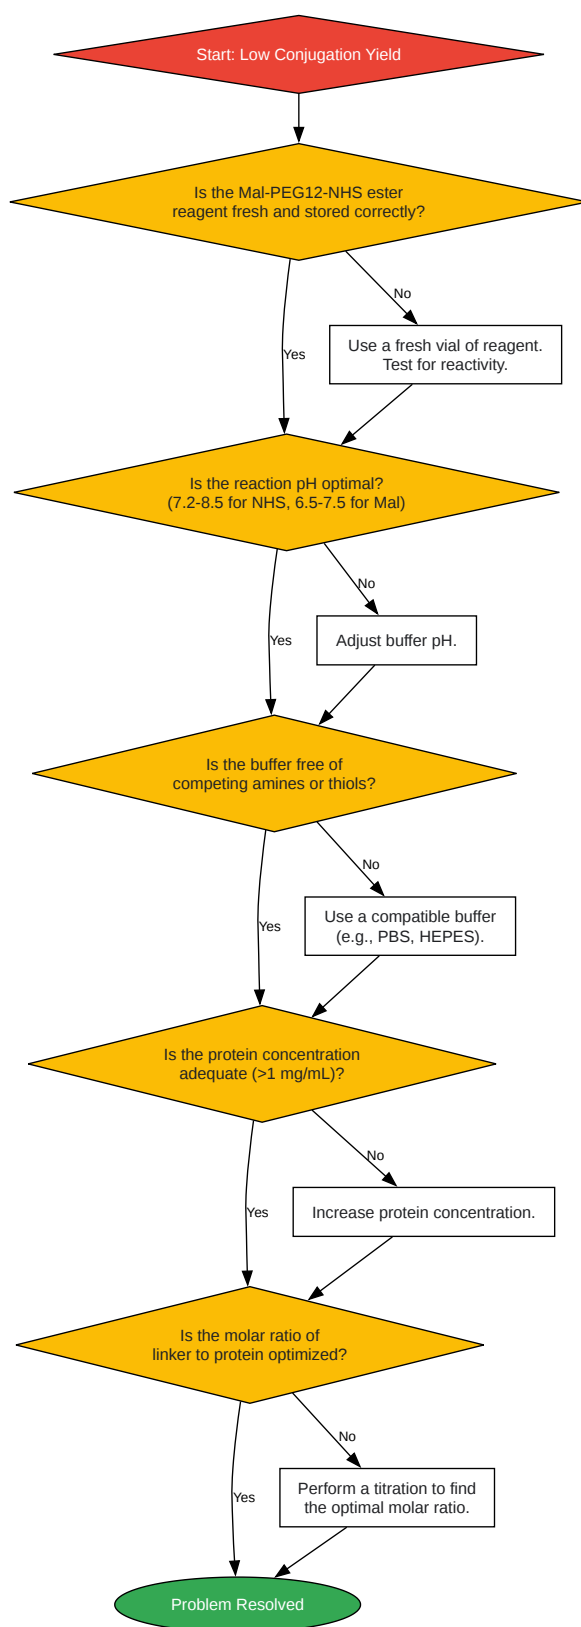 Start: Low Conjugation Yield
Is the Mal-PEG12-NHS ester
reagent fresh and stored correctly?
No
Use a fresh vial of reagent.
Test for reactivity.
Yes
Is the reaction pH optimal?
(7.2-8.5 for NHS, 6.5-7.5 for Mal)
No
Adjust buffer pH.
Yes
Is the buffer free of
competing amines or thiols?
No
Use a compatible buffer
(e.g., PBS, HEPES).
Yes
Is the protein concentration
adequate (>1 mg/mL)?
No
Increase protein concentration.
Yes
Is the molar ratio of
linker to protein optimized?
No
Perform a titration to find
the optimal molar ratio.
Yes
Problem Resolved